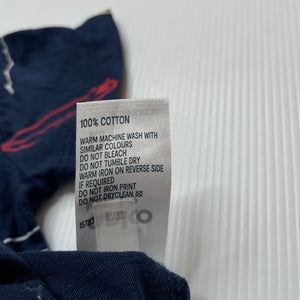 100% COTTON
WARM MACHINE WASH WITH
SIMILAR COLOURS
DO NOT BLEACH
DO NOT TUMBLE DRY
WARM IRON ON REVERSE SIDE
IF REQUIRED
DO NOT IRON PRINT
DO NOT DRYCLEAN